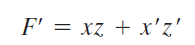 F' = xz + x'z'